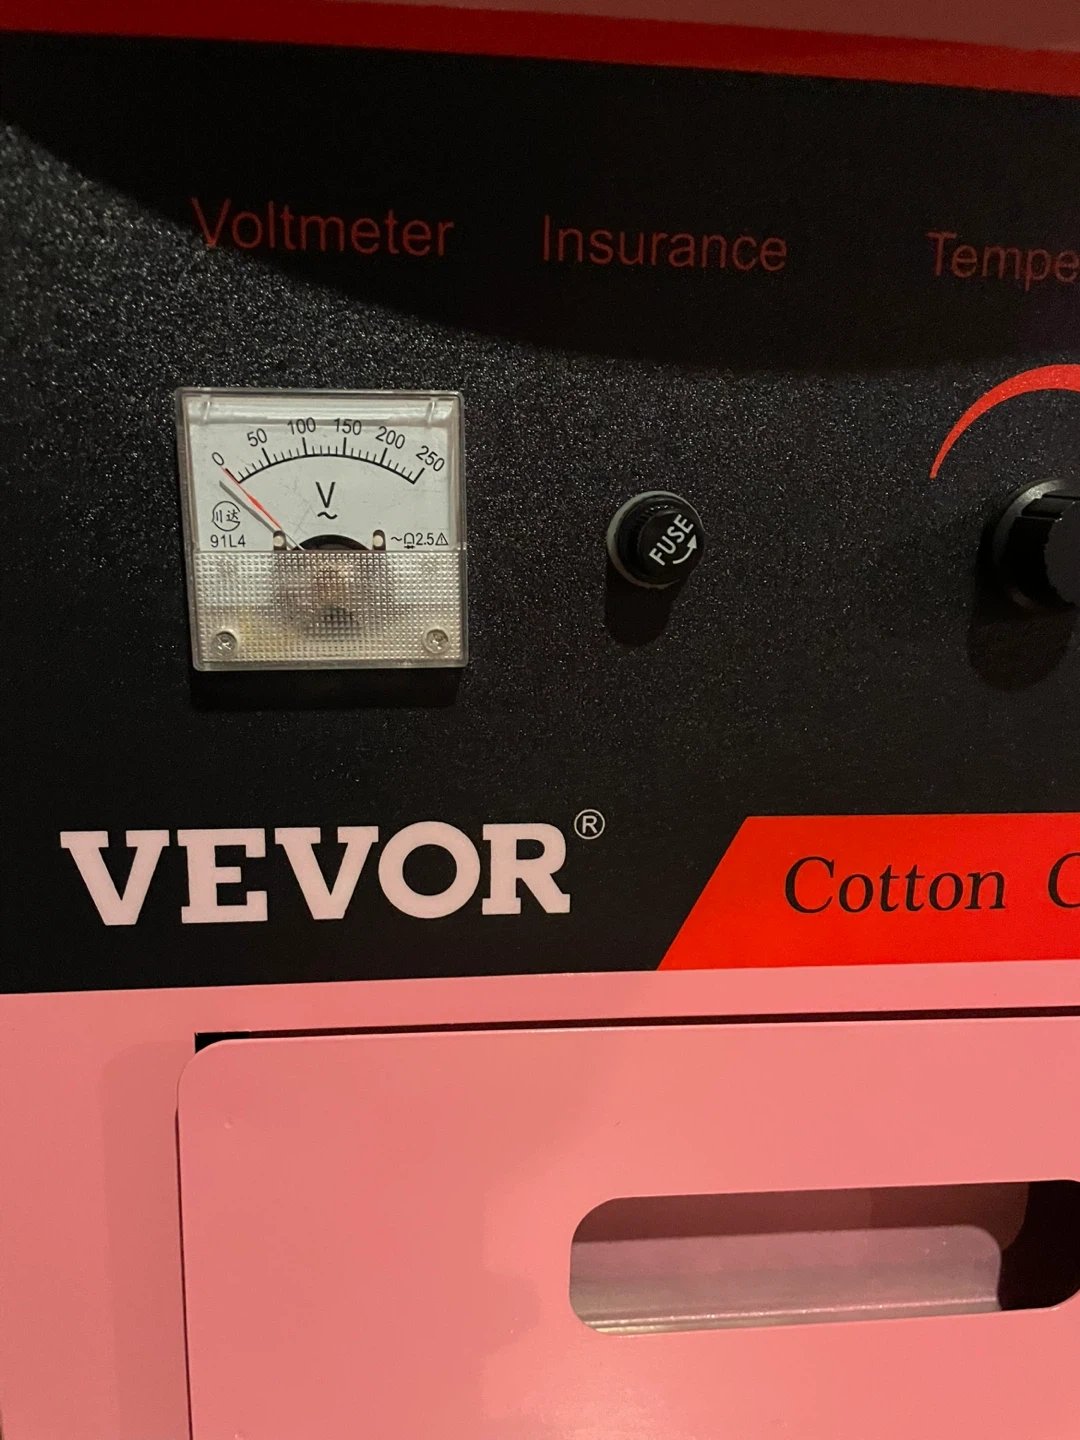 Voltmeter Insurance Tempe
0 50 100 150 200 250
V
~
川达
91L4 ~ 2.5
FUSE
VEVOR®
Cotton C